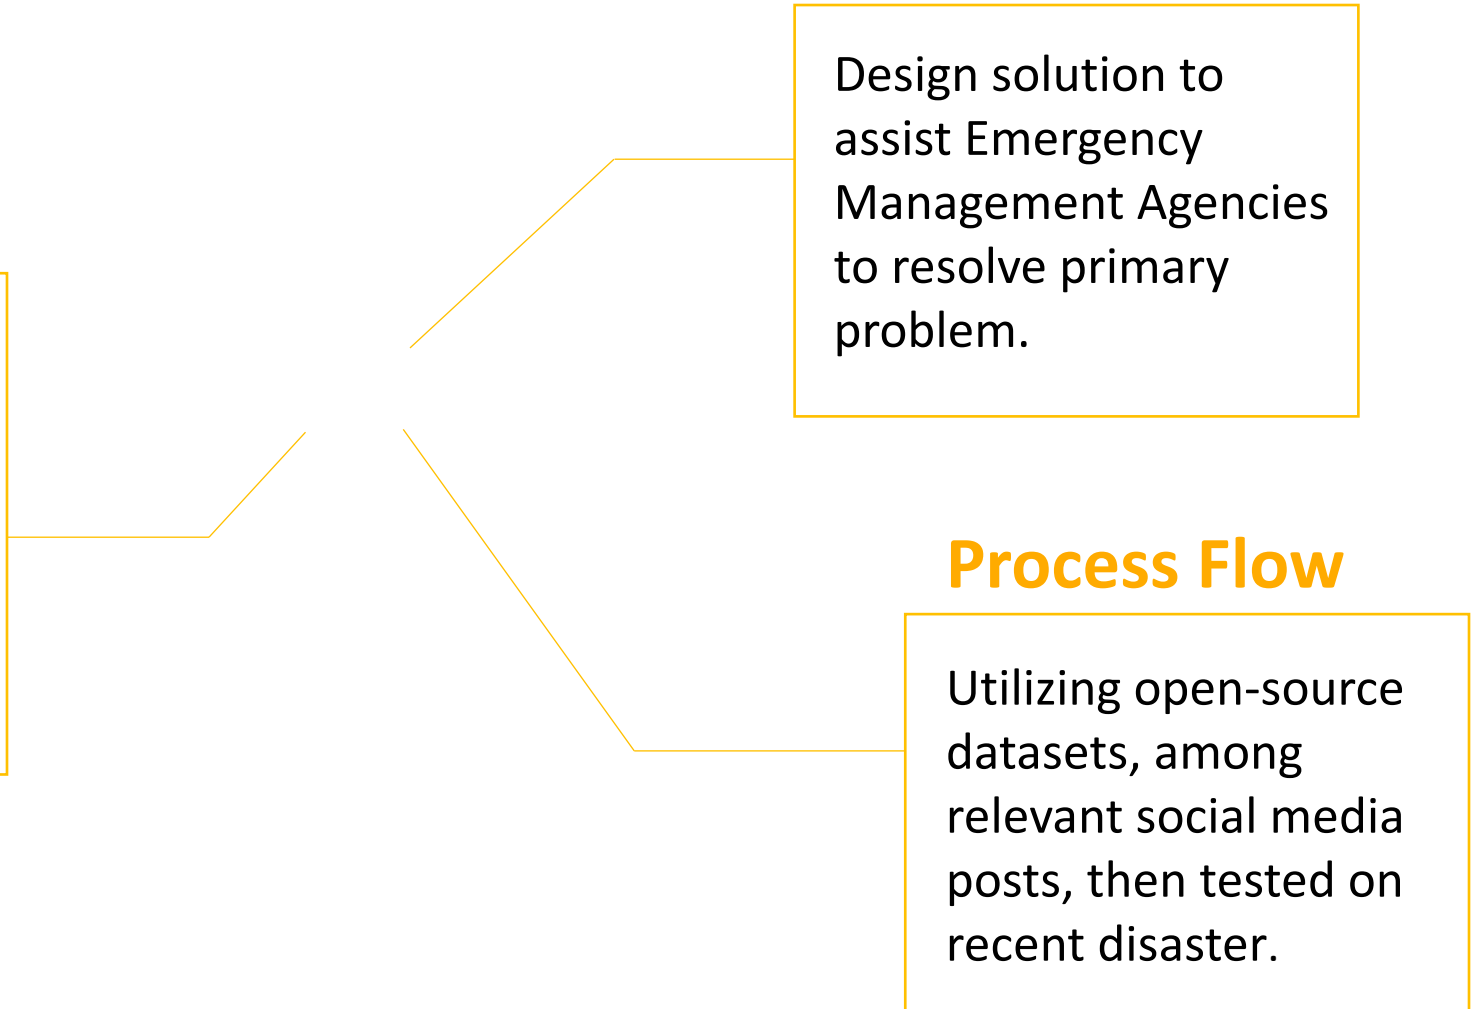 Design solution to
assist Emergency
Management Agencies
to resolve primary
problem.
Process Flow
Utilizing open-source
datasets, among
relevant social media
posts, then tested on
recent disaster.